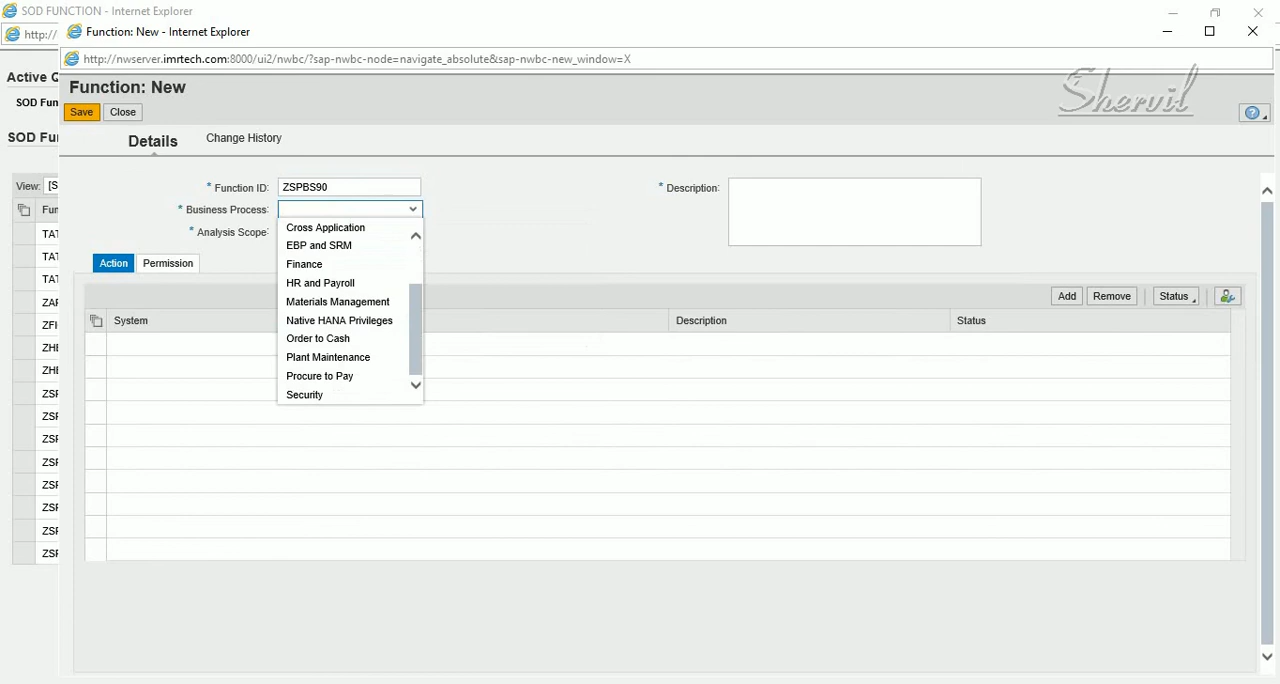 SOD FUNCTION - Internet Explorer
http://
Function: New - Internet Explorer
http://nwserver.imrtech.com:8000/ui2/nwbc/?sap-nwbc-node=navigate_absolute&sap-nwbc-new_window=X
Active Q
Function: New
Shervil
SOD Fun
Save Close
SOD Fu
Details Change History
View: [S
* Function ID: ZSPBS90
* Description:
* Business Process:
* Analysis Scope:
Fun
Cross Application
EBP and SRM
Finance
HR and Payroll
Materials Management
Native HANA Privileges
Order to Cash
Plant Maintenance
Procure to Pay
Security
Action Permission
Add Remove Status
System Description Status
TAT
TAT
TAT
ZAF
ZFI
ZHE
ZHE
ZSF
ZSF
ZSF
ZSF
ZSF
ZSF
ZSF
ZSF